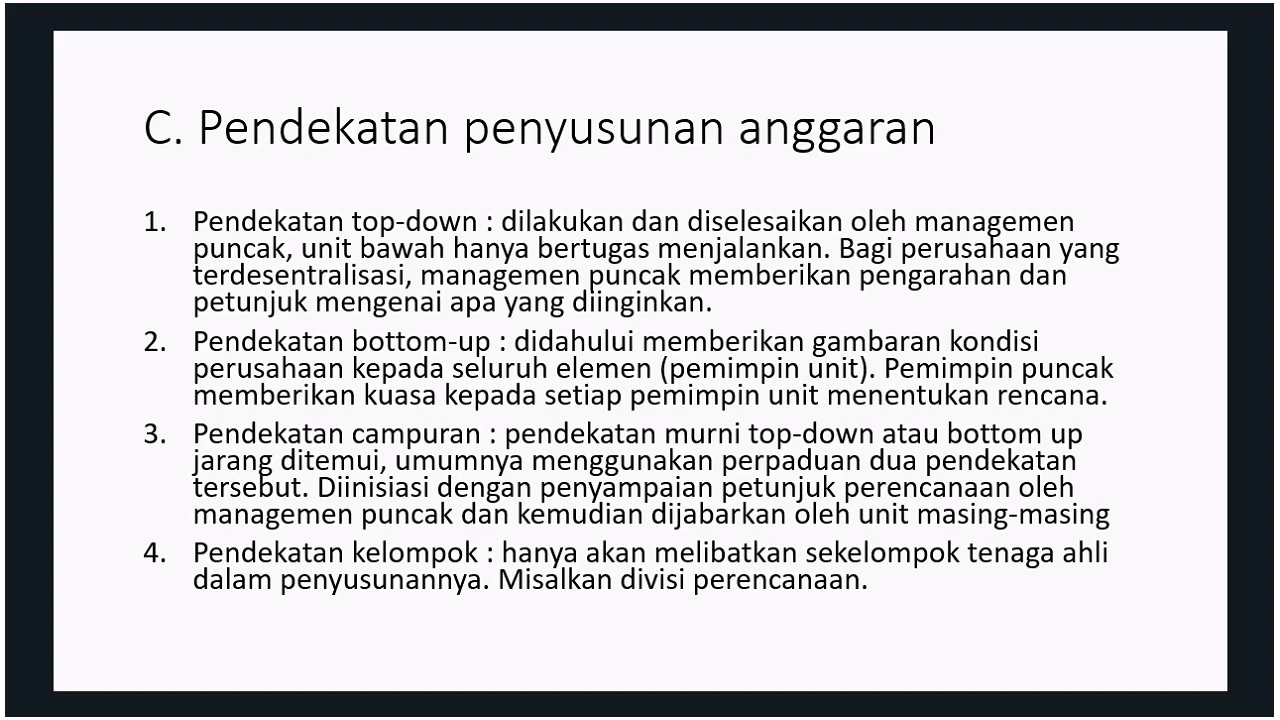 C. Pendekatan penyusunan anggaran
1. Pendekatan top-down : dilakukan dan diselesaikan oleh managemen
puncak, unit bawah hanya bertugas menjalankan. Bagi perusahaan yang
terdesentralisasi, managemen puncak memberikan pengarahan dan
petunjuk mengenai apa yang diinginkan.
2. Pendekatan bottom-up : didahului memberikan gambaran kondisi
perusahaan kepada seluruh elemen (pemimpin unit). Pemimpin puncak
memberikan kuasa kepada setiap pemimpin unit menentukan rencana.
3. Pendekatan campuran : pendekatan murni top-down atau bottom up
jarang ditemui, umumnya menggunakan perpaduan dua pendekatan
tersebut. Diinisiasi dengan penyampaian petunjuk perencanaan oleh
managemen puncak dan kemudian dijabarkan oleh unit masing-masing
4. Pendekatan kelompok : hanya akan melibatkan sekelompok tenaga ahli
dalam penyusunannya. Misalkan divisi perencanaan.